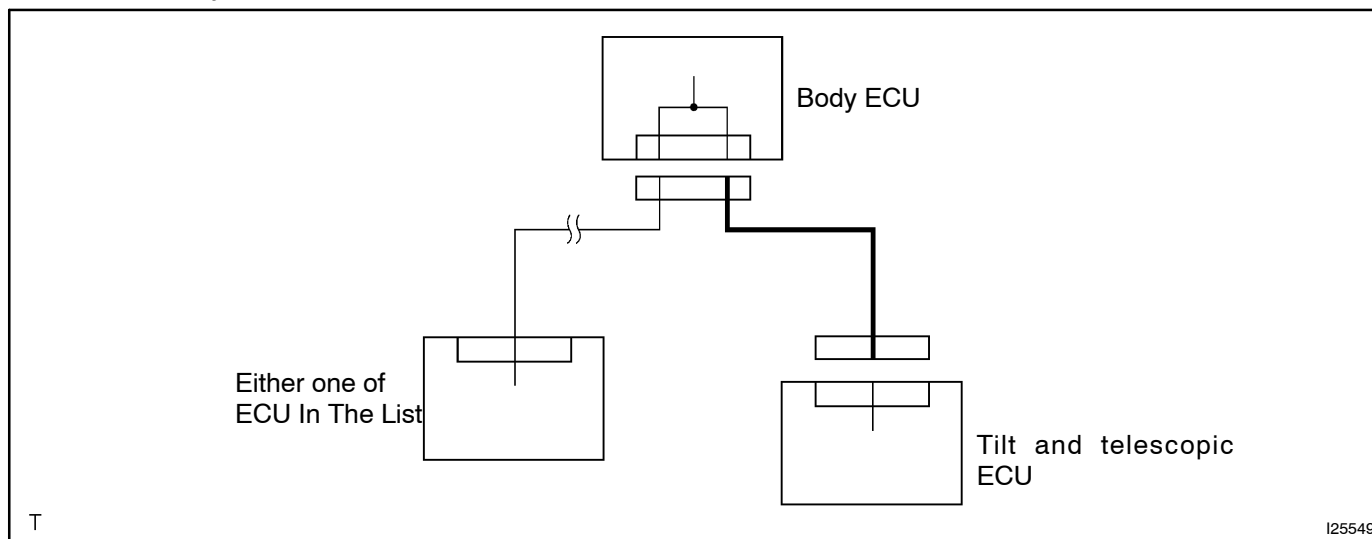 Body ECU
Either one of
ECU In The List
Tilt and telescopic
ECU
T
I25549